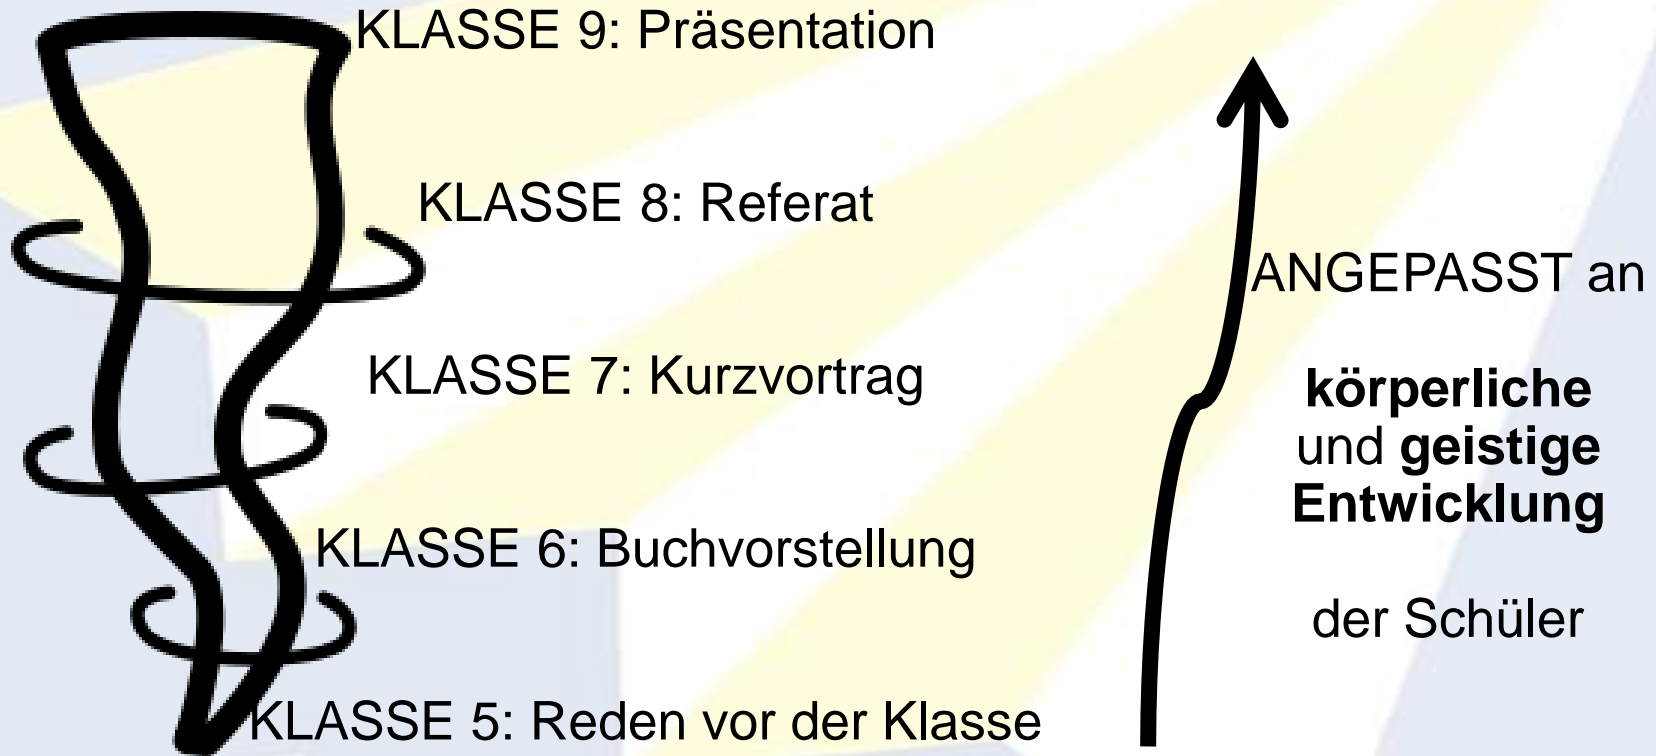 KLASSE 9: Präsentation
KLASSE 8: Referat
KLASSE 7: Kurzvortrag
KLASSE 6: Buchvorstellung
KLASSE 5: Reden vor der Klasse
ANGEPASST an
körperliche
und geistige
Entwicklung
der Schüler